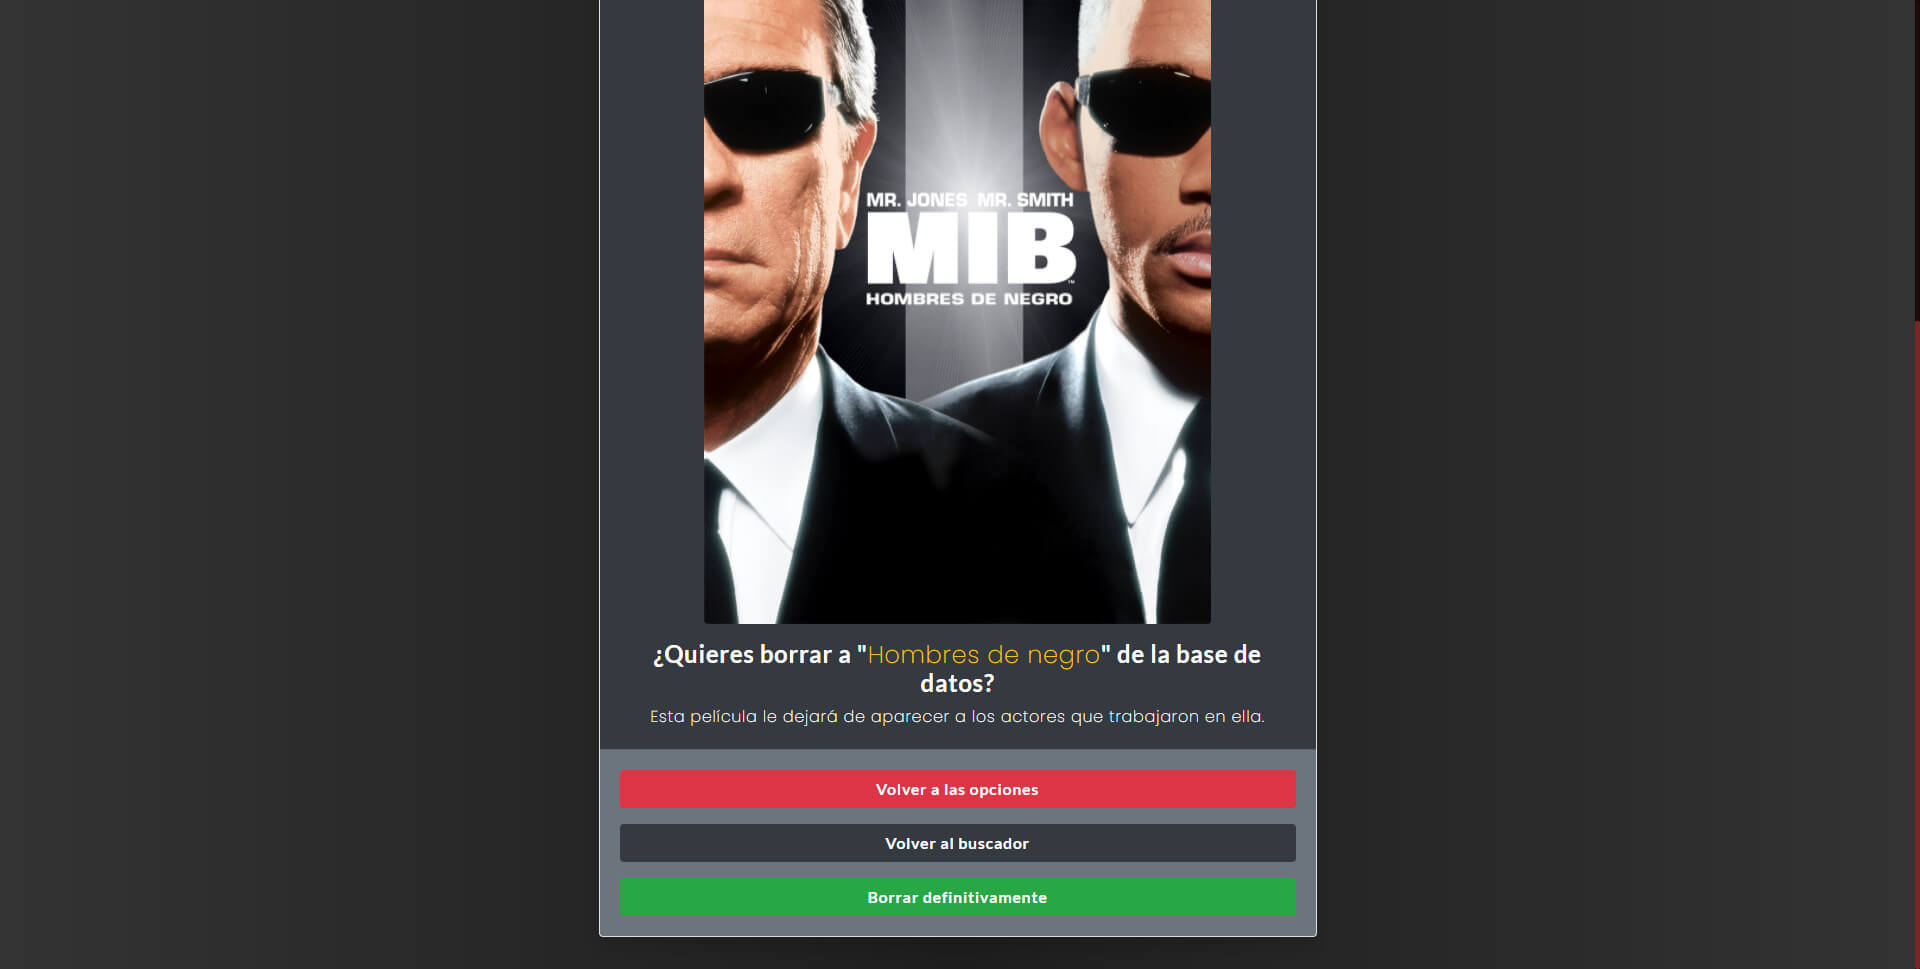 MR. JONES MR. SMITH
MIB™
HOMBRES DE NEGRO
¿Quieres borrar a "Hombres de negro" de la base de
datos?
Esta película le dejará de aparecer a los actores que trabajaron en ella.
Volver a las opciones
Volver al buscador
Borrar definitivamente